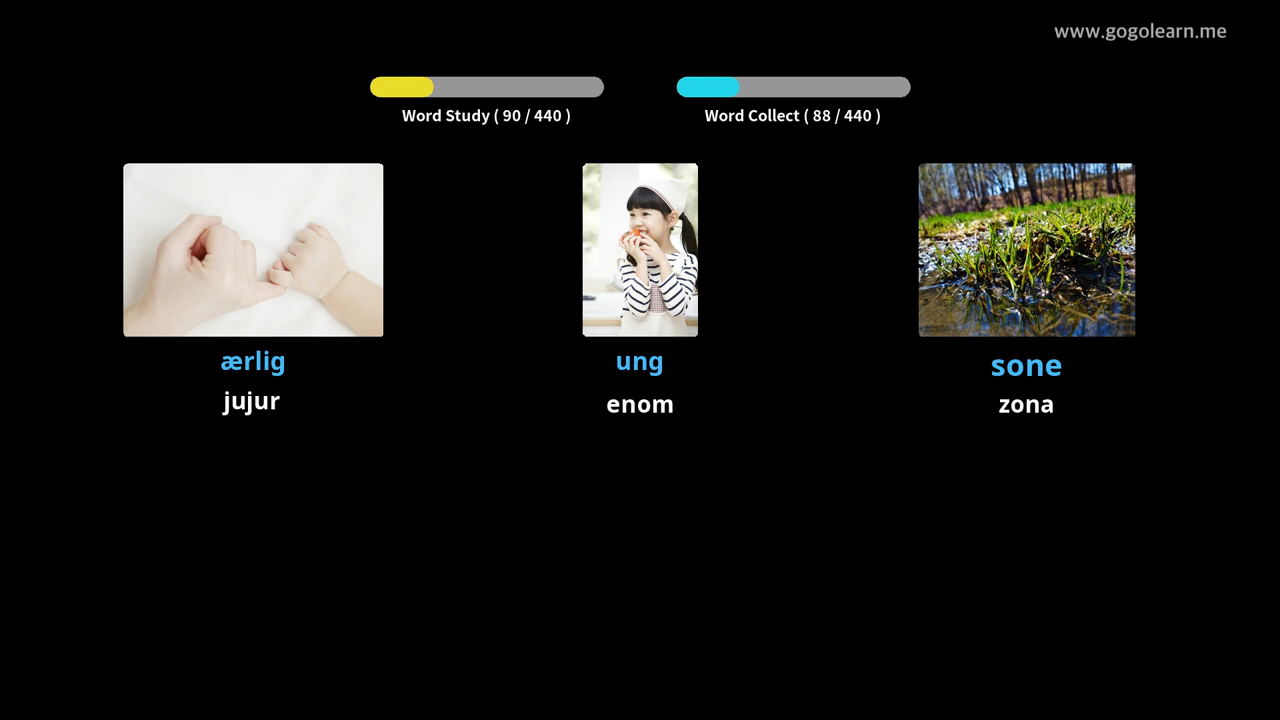 www.gogolearn.me
Word Study ( 90 / 440 )
Word Collect ( 88 / 440 )
ærlig
jujur
ung
enom
sone
zona